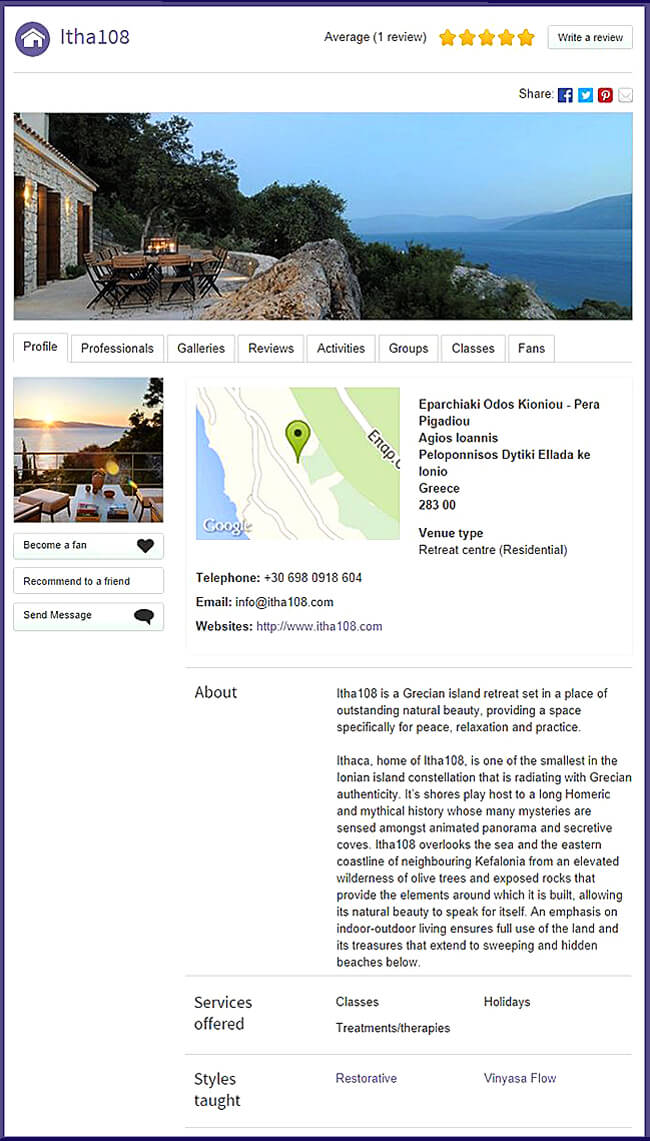 Itha108
Average (1 review)
Write a review
Share:
Profile
Professionals
Galleries
Reviews
Activities
Groups
Classes
Fans
Επαρ.
Google
Eparchiaki Odos Kioniou - Pera
Pigadiou
Agios Ioannis
Peloponnisos Dytiki Ellada ke
Ionio
Greece
283 00
Venue type
Retreat centre (Residential)
Become a fan
Recommend to a friend
Send Message
Telephone: +30 698 0918 604
Email: info@itha108.com
Websites: http://www.itha108.com
About
Itha108 is a Grecian island retreat set in a place of
outstanding natural beauty, providing a space
specifically for peace, relaxation and practice.
Ithaca, home of Itha108, is one of the smallest in the
Ionian island constellation that is radiating with Grecian
authenticity. It's shores play host to a long Homeric
and mythical history whose many mysteries are
sensed amongst animated panorama and secretive
coves. Itha108 overlooks the sea and the eastern
coastline of neighbouring Kefalonia from an elevated
wilderness of olive trees and exposed rocks that
provide the elements around which it is built, allowing
its natural beauty to speak for itself. An emphasis on
indoor-outdoor living ensures full use of the land and
its treasures that extend to sweeping and hidden
beaches below.
Services
offered
Classes
Holidays
Treatments/therapies
Styles
taught
Restorative
Vinyasa Flow